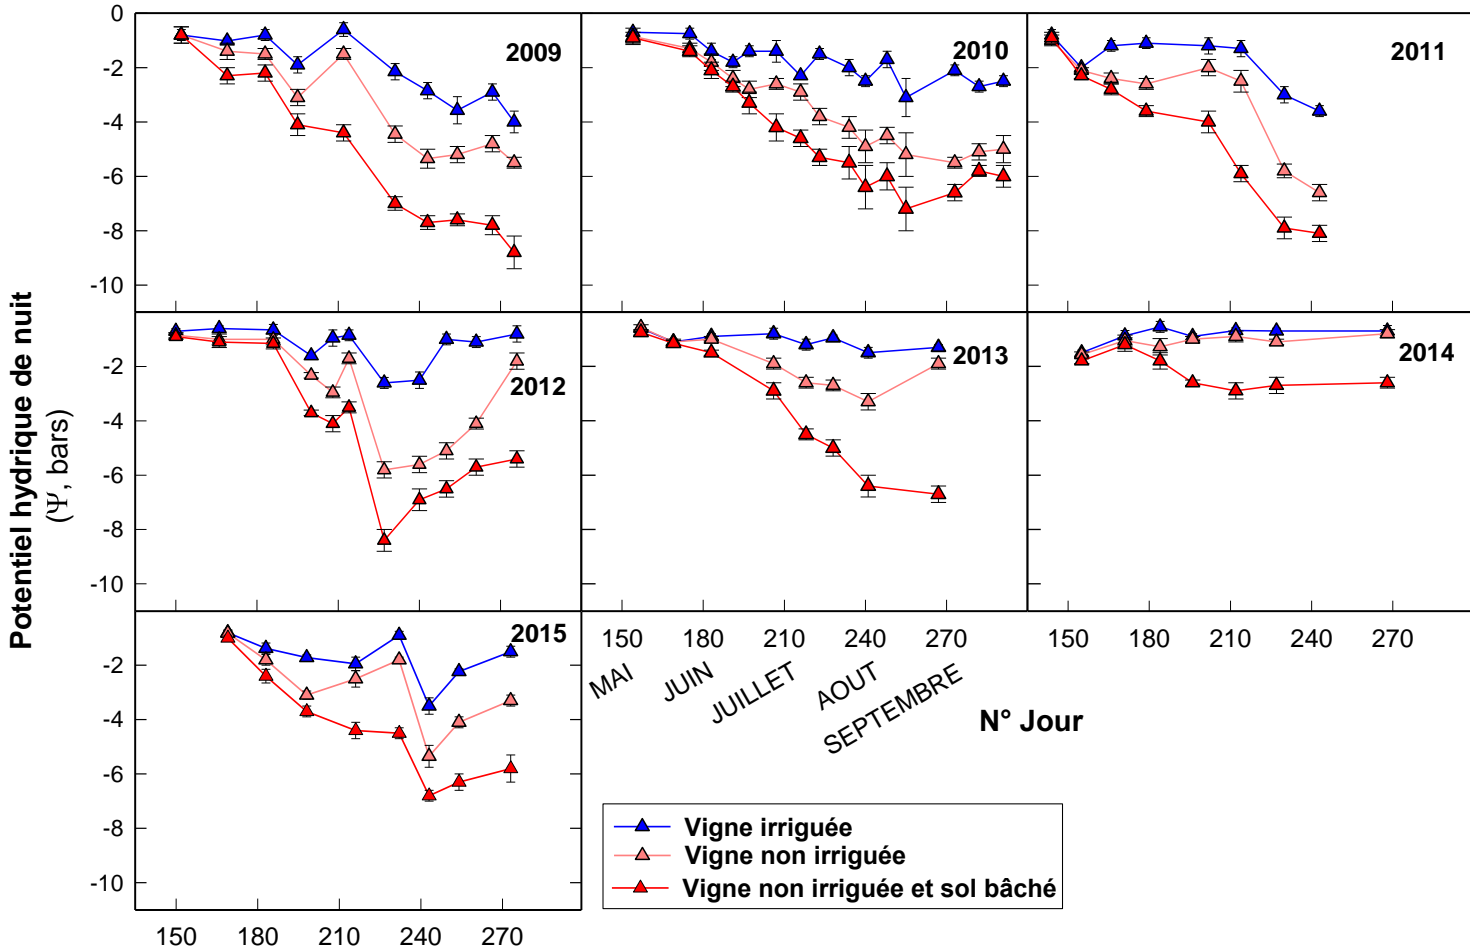 0
-2
-4
-6
-8
-10
2009
2010
2011
-2
-4
-6
-8
-10
2012
2013
2014
-2
-4
-6
-8
-10
2015
Potentiel hydrique de nuit
(Ψ, bars)
150 180 210 240 270
150 180 210 240 270
MAI JUIN JUILLET AOUT SEPTEMBRE
N° Jour
Vigne irriguée
Vigne non irriguée
Vigne non irriguée et sol bâché
150 180 210 240 270